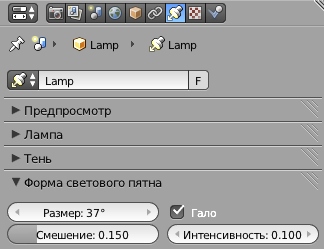 Lamp Lamp
Lamp F
Предпросмотр
Лампа
Тень
Форма светового пятна
Размер: 37° Гало
Смешение: 0.150 Интенсивность: 0.100